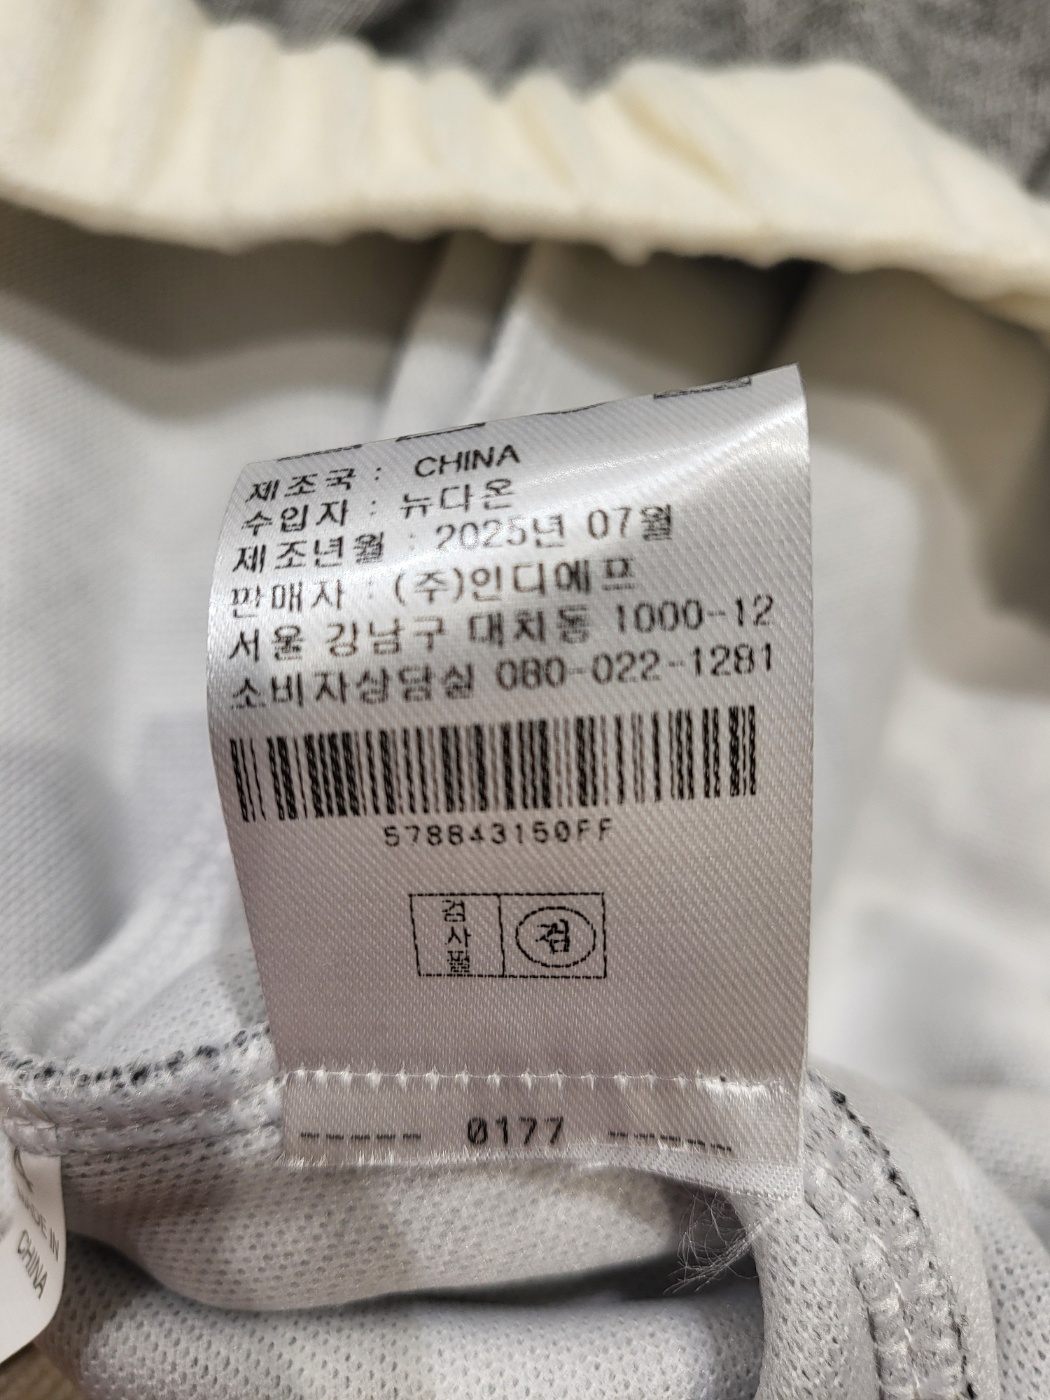 제조국 : CHINA
수입자 : 뉴다온
제조년월 : 2025년 07월
판매자 : (주)인디에프
서울 강남구 대치동 1000-12
소비자상담실 080-022-1281
578843150FF
검사필
검
----- 0177 -----
MADE IN
CHINA